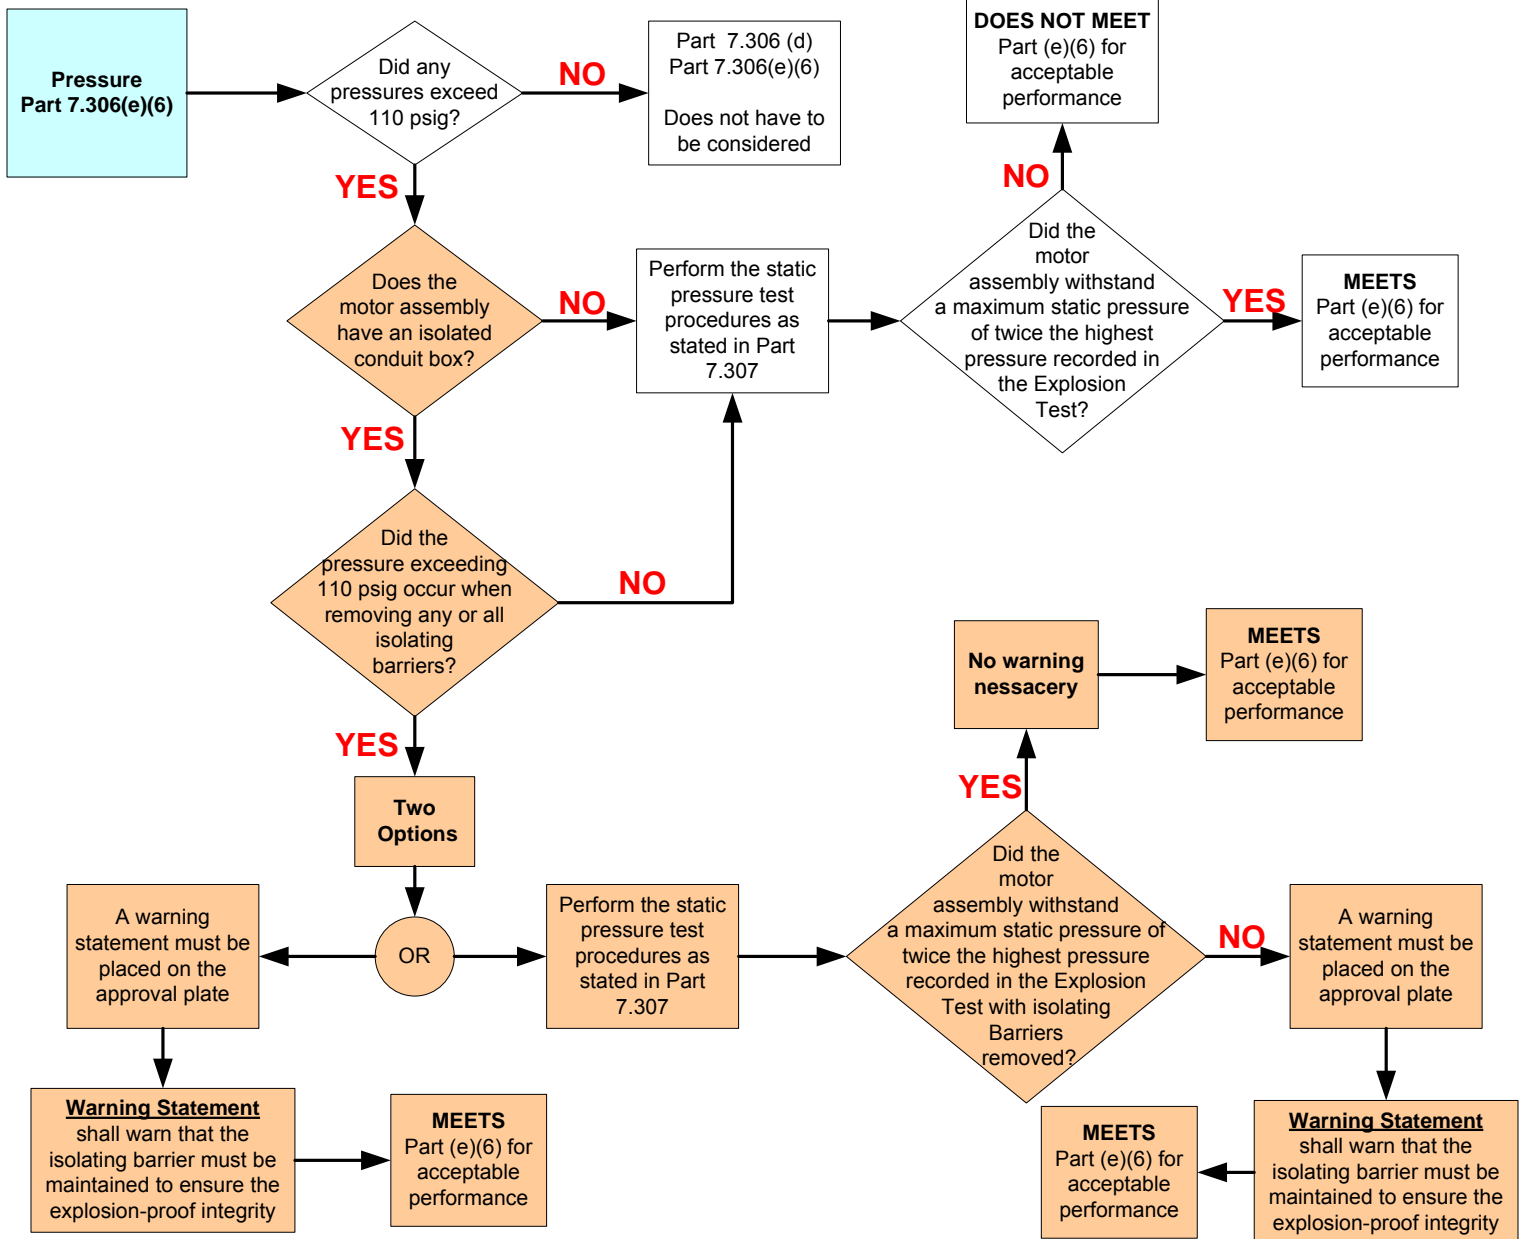 Pressure
Part 7.306(e)(6)
Did any
pressures exceed
110 psig?
NO
Part 7.306 (d)
Part 7.306(e)(6)
Does not have to
be considered
DOES NOT MEET
Part (e)(6) for
acceptable
performance
YES
NO
Does the
motor assembly
have an isolated
conduit box?
NO
Perform the static
pressure test
procedures as
stated in Part
7.307
Did the
motor
assembly withstand
a maximum static pressure
of twice the highest
pressure recorded in
the Explosion
Test?
YES
MEETS
Part (e)(6) for
acceptable
performance
YES
Did the
pressure exceeding
110 psig occur when
removing any or all
isolating
barriers?
NO
No warning
nessacery
MEETS
Part (e)(6) for
acceptable
performance
YES
Two
Options
YES
OR
A warning
statement must be
placed on the
approval plate
Perform the static
pressure test
procedures as
stated in Part
7.307
Did the
motor
assembly withstand
a maximum static pressure of
twice the highest pressure
recorded in the Explosion
Test with isolating
Barriers
removed?
NO
A warning
statement must be
placed on the
approval plate
Warning Statement
shall warn that the
isolating barrier must be
maintained to ensure the
explosion-proof integrity
MEETS
Part (e)(6) for
acceptable
performance
MEETS
Part (e)(6) for
acceptable
performance
Warning Statement
shall warn that the
isolating barrier must be
maintained to ensure the
explosion-proof integrity